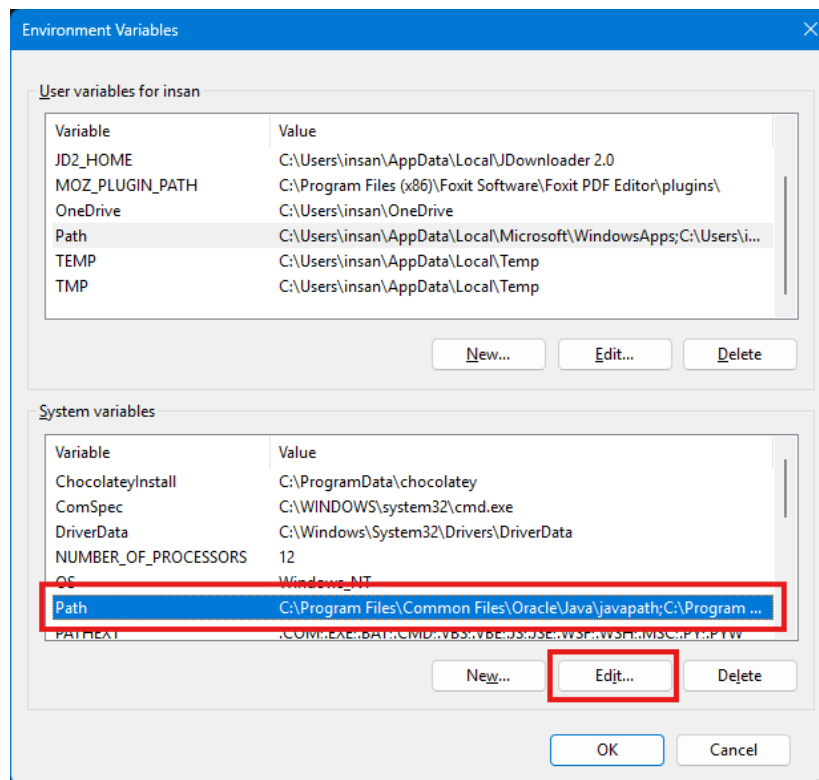 Environment Variables
User variables for insan
Variable Value
JD2_HOME C:\Users\insan\AppData\Local\JDownloader 2.0
MOZ_PLUGIN_PATH C:\Program Files (x86)\Foxit Software\Foxit PDF Editor\plugins\
OneDrive C:\Users\insan\OneDrive
Path C:\Users\insan\AppData\Local\Microsoft\WindowsApps;C:\Users\i...
TEMP C:\Users\insan\AppData\Local\Temp
TMP C:\Users\insan\AppData\Local\Temp
New... Edit... Delete
System variables
Variable Value
ChocolateyInstall C:\ProgramData\chocolatey
ComSpec C:\WINDOWS\system32\cmd.exe
DriverData C:\Windows\System32\Drivers\DriverData
NUMBER_OF_PROCESSORS 12
OS Windows_NT
Path C:\Program Files\Common Files\Oracle\Java\javapath;C:\Program ...
PATHEXT .COM;.EXE;.BAT;.CMD;.VBS;.VBE;.JS;.JSE;.WSF;.WSH;.MSC;.PY;.PYW
New... Edit... Delete
OK Cancel